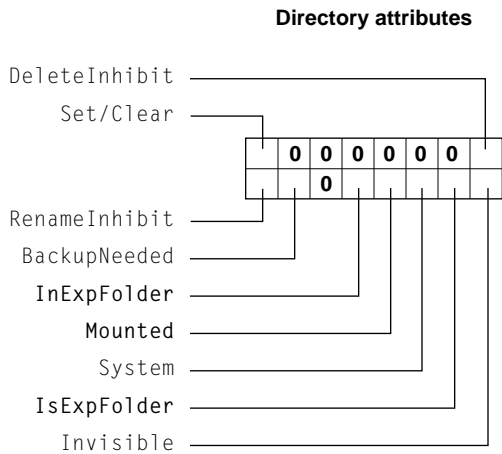 Directory attributes
DeleteInhibit
Set/Clear
0 0 0 0 0 0
0
RenameInhibit
BackupNeeded
InExpFolder
Mounted
System
IsExpFolder
Invisible